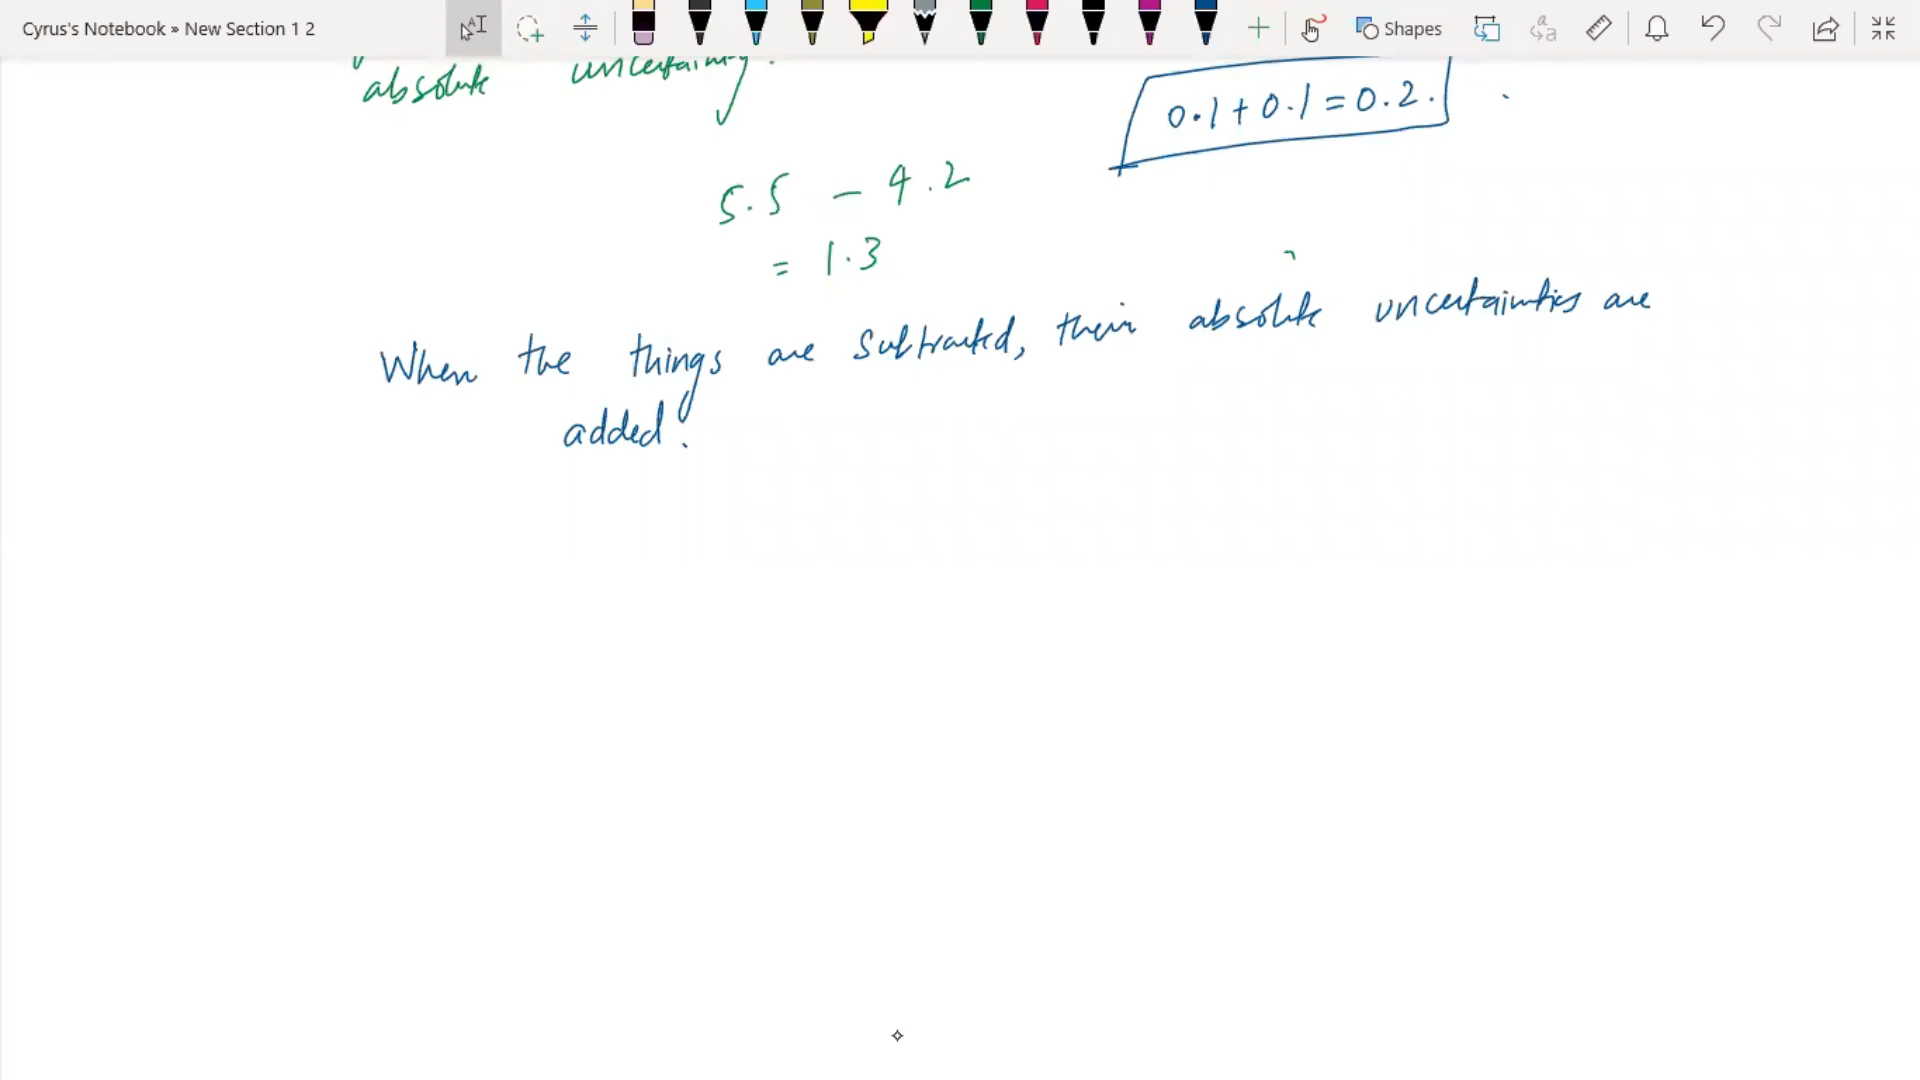 Cyrus's Notebook » New Section 1 2
Shapes
absolute uncertainty.
0.1 + 0.1 = 0.2.
5.5 - 4.2
= 1.3
When the things are subtracted, their absolute uncertainties are
added.